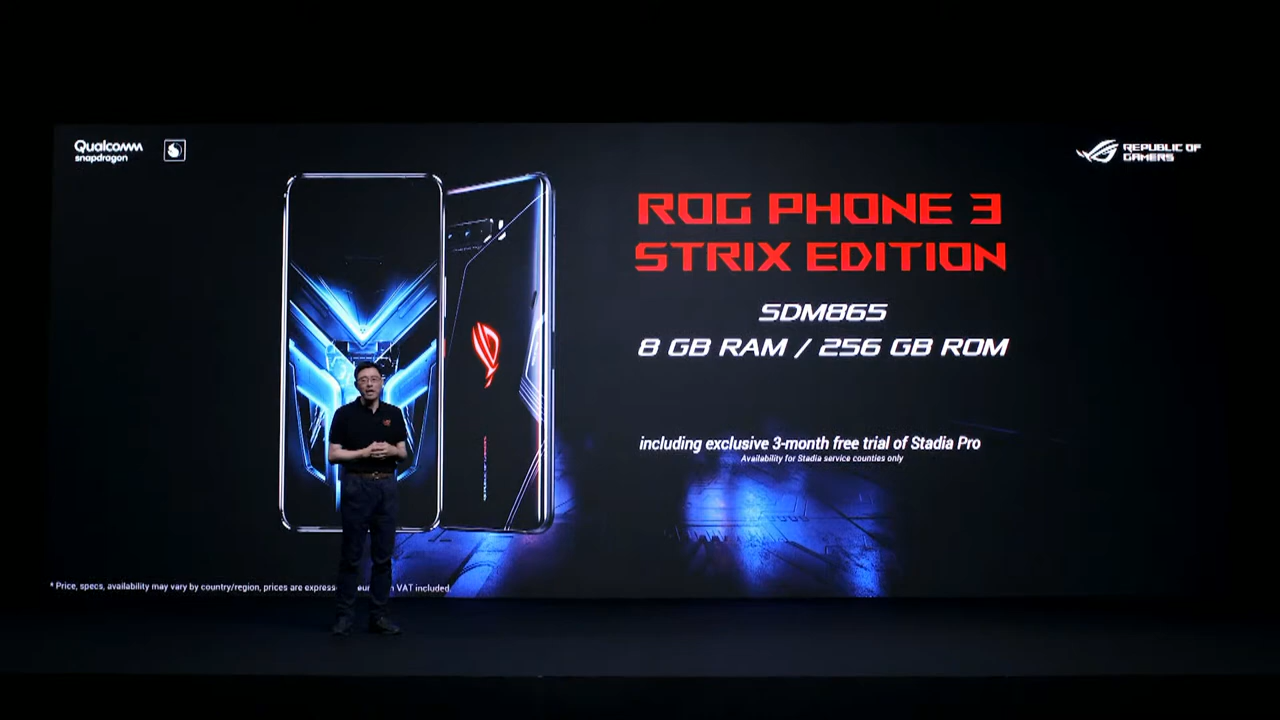 Qualcomm
snapdragon
REPUBLIC OF
GAMERS
ROG PHONE 3
STRIX EDITION
SDM865
8 GB RAM / 256 GB ROM
including exclusive 3-month free trial of Stadia Pro
Availability for Stadia service counties only
* Price, specs, availability may vary by country/region, prices are VAT included.